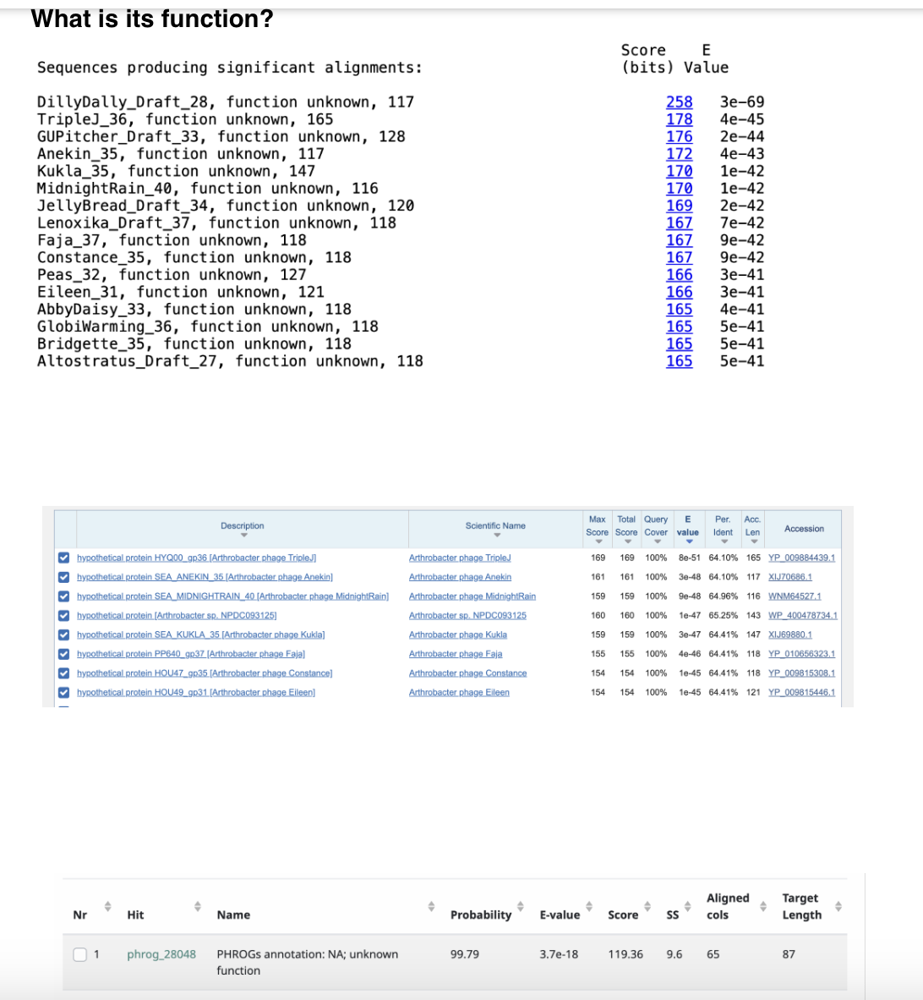 What is its function?
Score E
Sequences producing significant alignments: (bits) Value
DillyDally_Draft_28, function unknown, 117 258 3e-69
TripleJ_36, function unknown, 165 178 4e-45
GUPitcher_Draft_33, function unknown, 128 176 2e-44
Anekin_35, function unknown, 117 172 4e-43
Kukla_35, function unknown, 147 170 1e-42
MidnightRain_40, function unknown, 116 170 1e-42
JellyBread_Draft_34, function unknown, 120 169 2e-42
Lenoxika_Draft_37, function unknown, 118 167 7e-42
Faja_37, function unknown, 118 167 9e-42
Constance_35, function unknown, 118 167 9e-42
Peas_32, function unknown, 127 166 3e-41
Eileen_31, function unknown, 121 166 3e-41
AbbyDaisy_33, function unknown, 118 165 4e-41
GlobiWarming_36, function unknown, 118 165 5e-41
Bridgette_35, function unknown, 118 165 5e-41
Altostratus_Draft_27, function unknown, 118 165 5e-41
Description Scientific Name Max Score Total Score Query Cover E value Per. Ident Acc. Len Accession
hypothetical protein HYQ00_gp36 [Arthrobacter phage TripleJ] Arthrobacter phage TripleJ 169 169 100% 8e-51 64.10% 165 YP_009884439.1
hypothetical protein SEA_ANEKIN_35 [Arthrobacter phage Anekin] Arthrobacter phage Anekin 161 161 100% 3e-48 64.10% 117 XIJ70686.1
hypothetical protein SEA_MIDNIGHTRAIN_40 [Arthrobacter phage MidnightRain] Arthrobacter phage MidnightRain 159 159 100% 9e-48 64.96% 116 WNM64527.1
hypothetical protein [Arthrobacter sp. NPDC093125] Arthrobacter sp. NPDC093125 160 160 100% 1e-47 65.25% 143 WP_400478734.1
hypothetical protein SEA_KUKLA_35 [Arthrobacter phage Kukla] Arthrobacter phage Kukla 159 159 100% 3e-47 64.41% 147 XIJ69880.1
hypothetical protein PP640_gp37 [Arthrobacter phage Faja] Arthrobacter phage Faja 155 155 100% 4e-46 64.41% 118 YP_010656323.1
hypothetical protein HOU47_gp35 [Arthrobacter phage Constance] Arthrobacter phage Constance 154 154 100% 1e-45 64.41% 118 YP_009815308.1
hypothetical protein HOU49_gp31 [Arthrobacter phage Eileen] Arthrobacter phage Eileen 154 154 100% 1e-45 64.41% 121 YP_009815446.1
Nr Hit Name Probability E-value Score SS Aligned cols Target Length
1 phrog_28048 PHROGs annotation: NA; unknown 99.79 3.7e-18 119.36 9.6 65 87
function